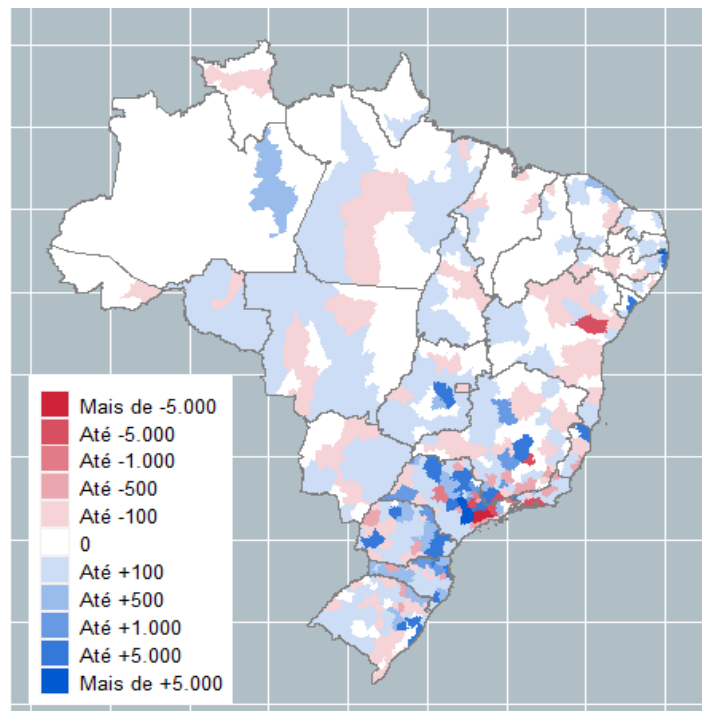 Mais de -5.000
Até -5.000
Até -1.000
Até -500
Até -100
0
Até +100
Até +500
Até +1.000
Até +5.000
Mais de +5.000